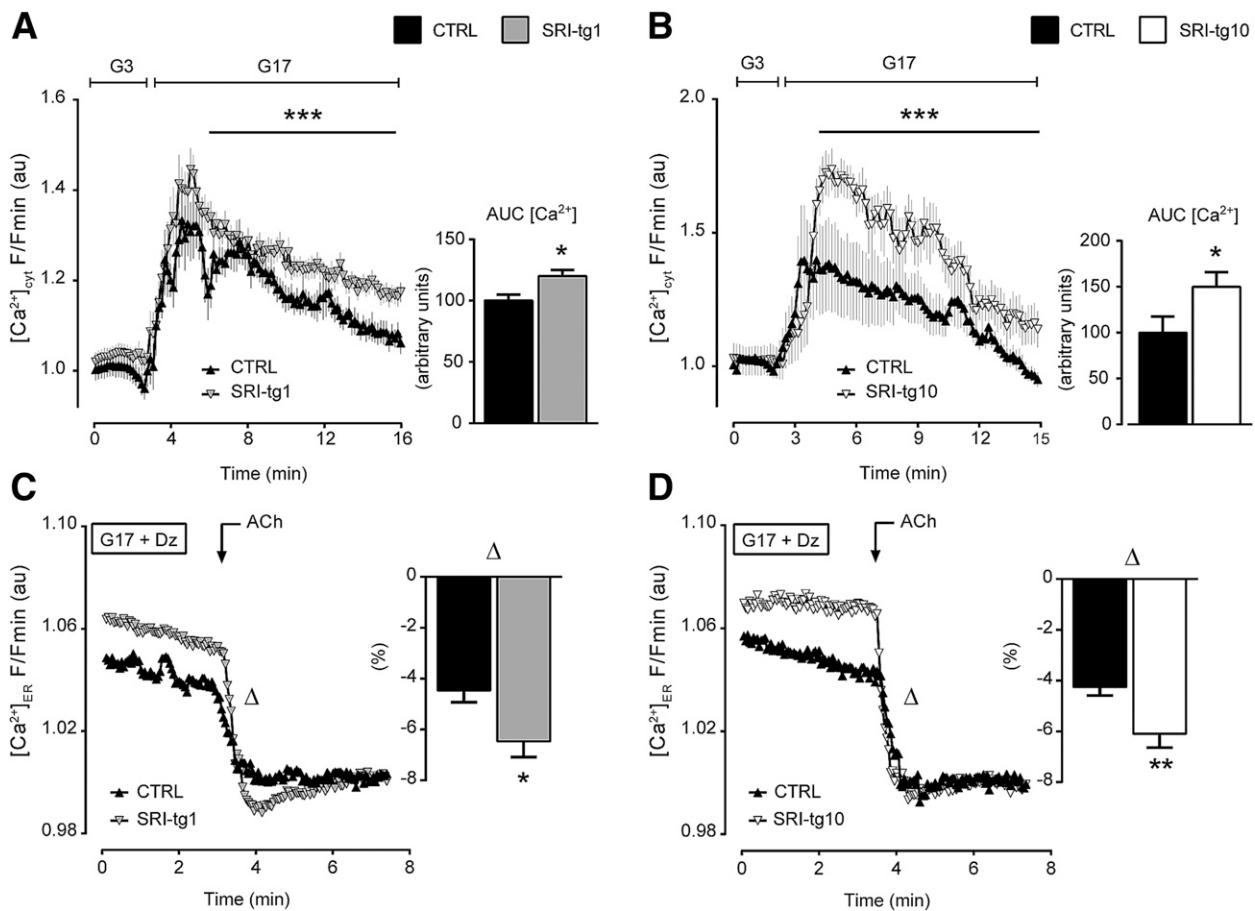 A
CTRL SRI-tg1
G3 G17
***
[Ca²⁺]cyt F/Fmin (au)
1.6
1.4
1.2
1.0
0 4 8 12 16
Time (min)
CTRL
SRI-tg1
AUC [Ca²⁺]
(arbitrary units)
150
100
50
0
*
B
CTRL SRI-tg10
G3 G17
***
[Ca²⁺]cyt F/Fmin (au)
2.0
1.5
1.0
0 3 6 9 12 15
Time (min)
CTRL
SRI-tg10
AUC [Ca²⁺]
(arbitrary units)
200
150
100
50
0
*
C
G17 + Dz
ACh
[Ca²⁺]ER F/Fmin (au)
1.10
1.06
1.02
0.98
0 2 4 6 8
Time (min)
Δ
CTRL
SRI-tg1
Δ
(%)
0
-2
-4
-6
-8
*
D
G17 + Dz
ACh
[Ca²⁺]ER F/Fmin (au)
1.10
1.06
1.02
0.98
0 2 4 6 8
Time (min)
Δ
CTRL
SRI-tg10
Δ
(%)
0
-2
-4
-6
-8
**